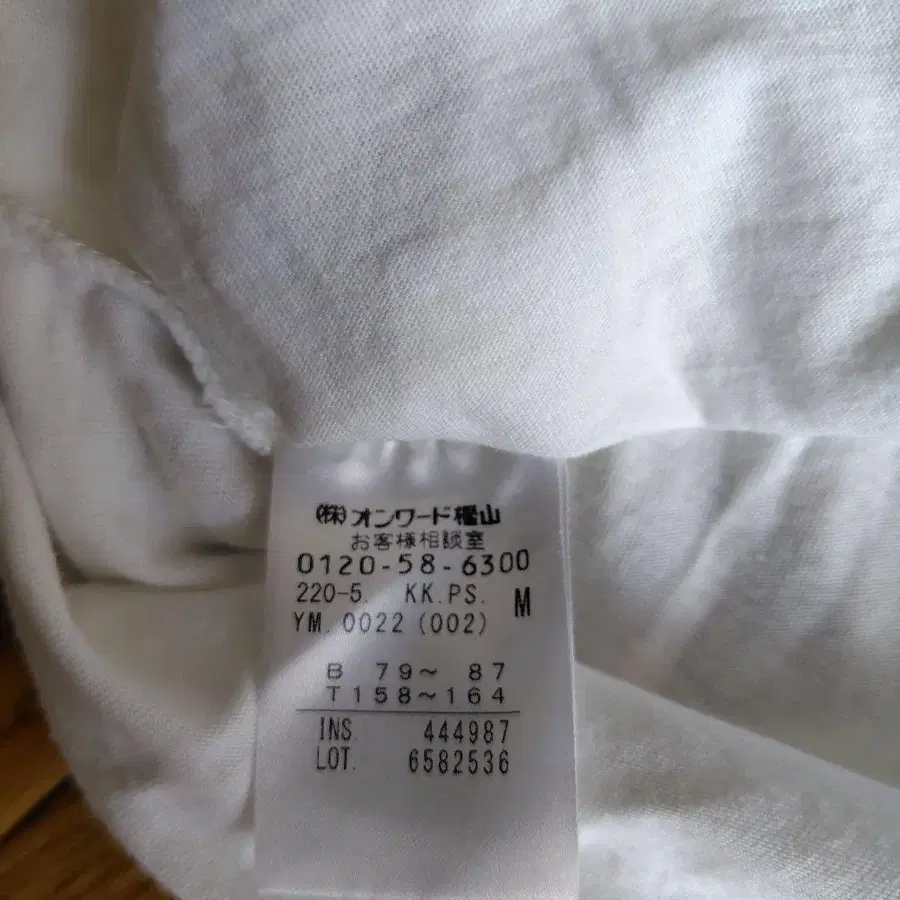 (株)オンワード樫山
お客様相談室
0120-58-6300
220-5. KK.PS. M
YM. 0022 (002)
B 79~ 87
T158~164
INS. 444987
LOT. 6582536